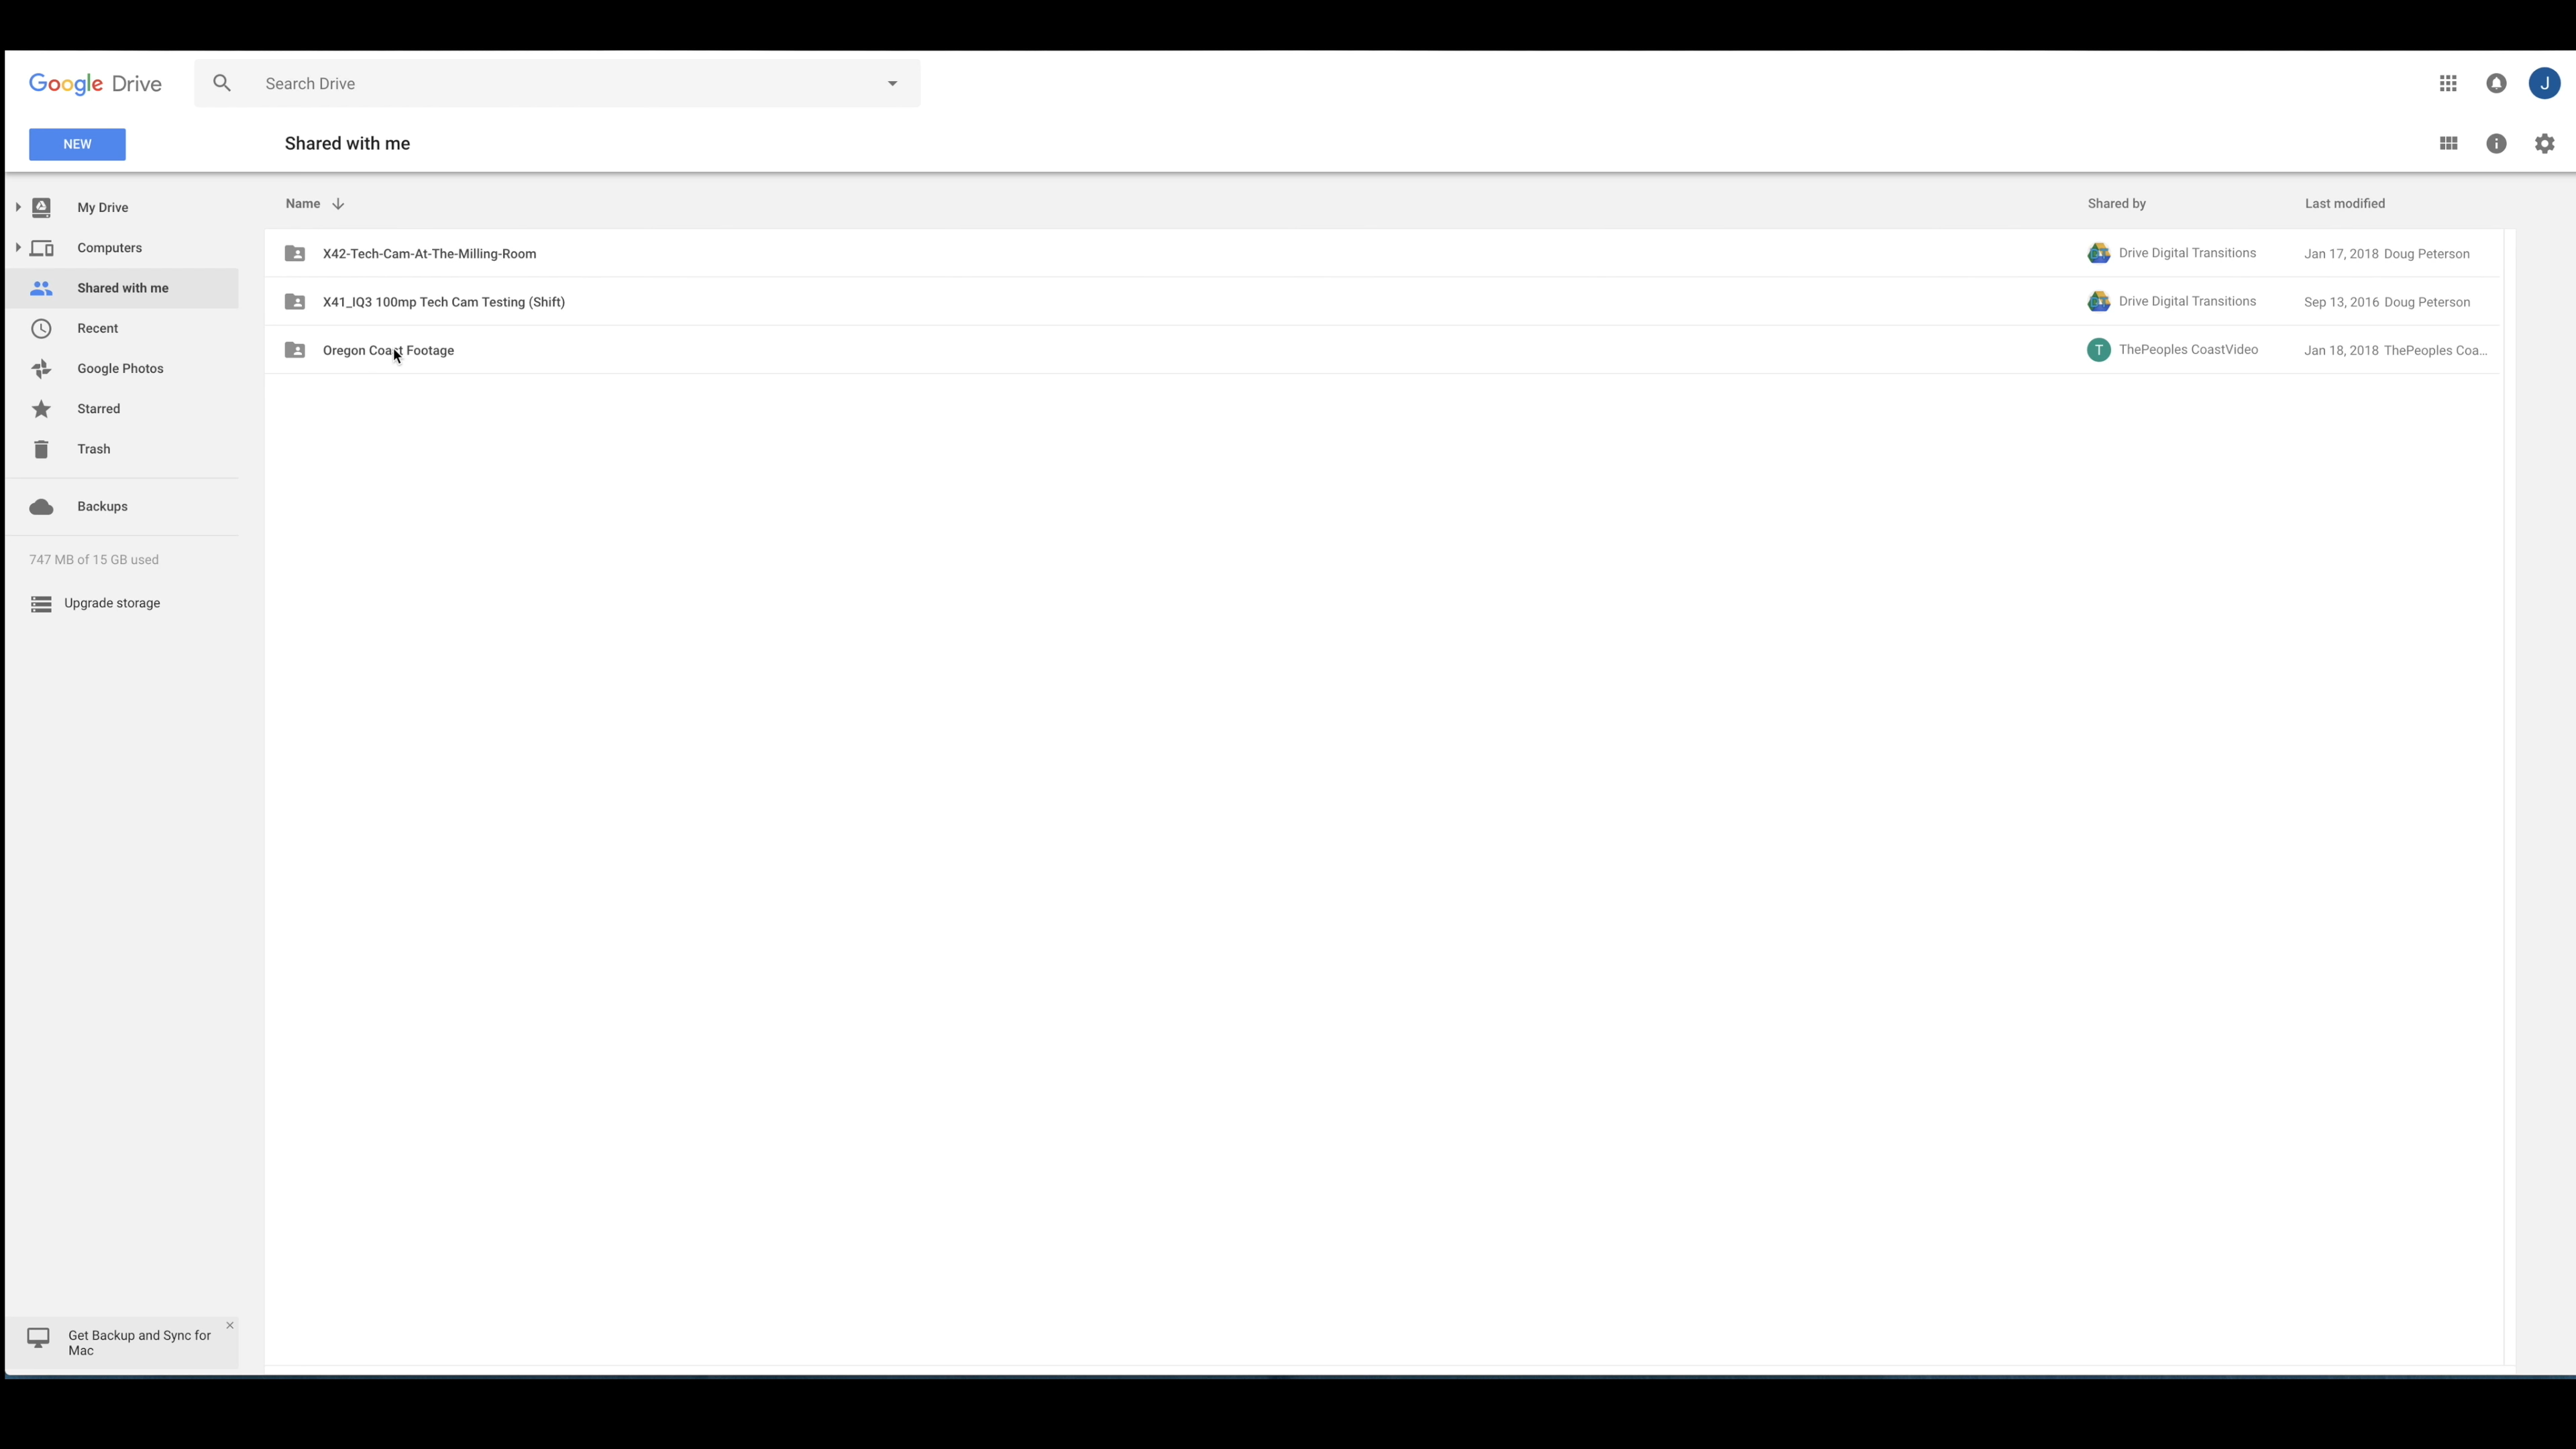 Google Drive
Search Drive
J
NEW
Shared with me
My Drive
Computers
Shared with me
Recent
Google Photos
Starred
Trash
Backups
747 MB of 15 GB used
Upgrade storage
Get Backup and Sync for
Mac
Name Shared by Last modified
X42-Tech-Cam-At-The-Milling-Room Drive Digital Transitions Jan 17, 2018 Doug Peterson
X41_IQ3 100mp Tech Cam Testing (Shift) Drive Digital Transitions Sep 13, 2016 Doug Peterson
Oregon Coast Footage T ThePeoples CoastVideo Jan 18, 2018 ThePeoples Coa...